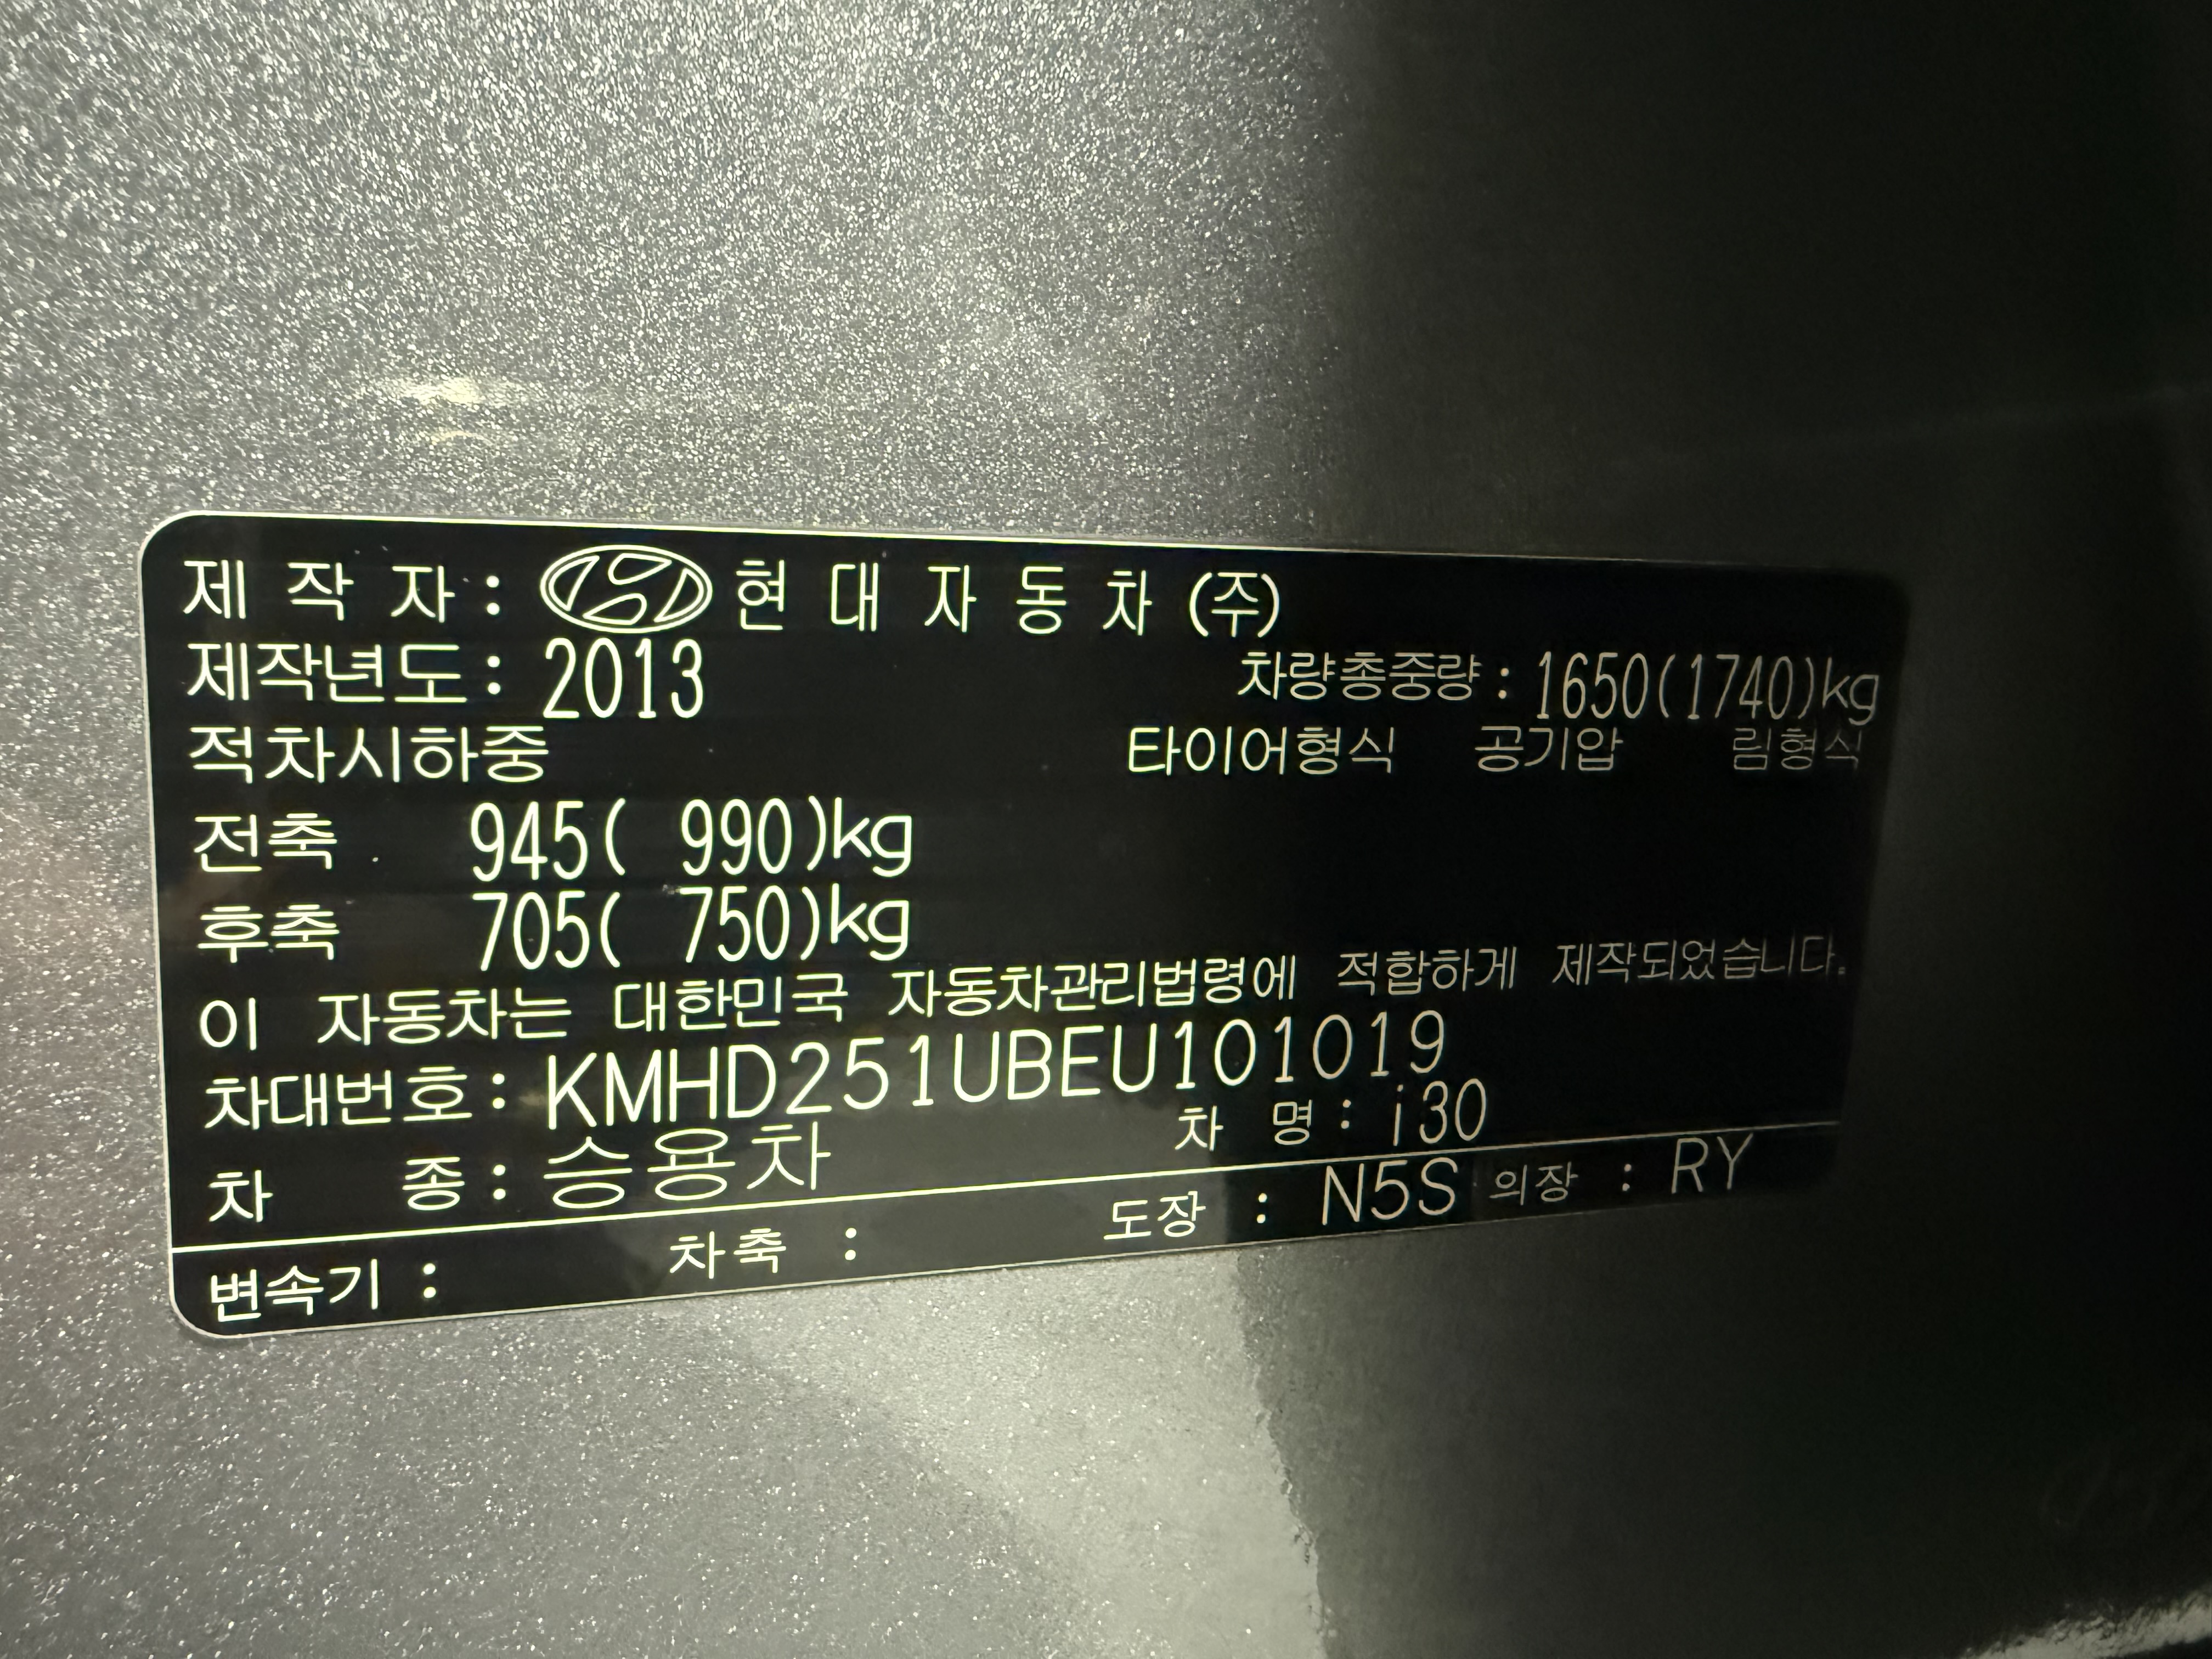 제 작 자 : 현 대 자 동 차 (주)
제작년도 : 2013 차량총중량 : 1650(1740)kg
적차시하중 타이어형식 공기압 림형식
전축 945( 990)kg
후축 705( 750)kg
이 자동차는 대한민국 자동차관리법령에 적합하게 제작되었습니다.
차대번호 : KMHD251UBEU101019
차 종 : 승용차 차 명 : i30
변속기 : 차축 : 도장 : N5S 의장 : RY